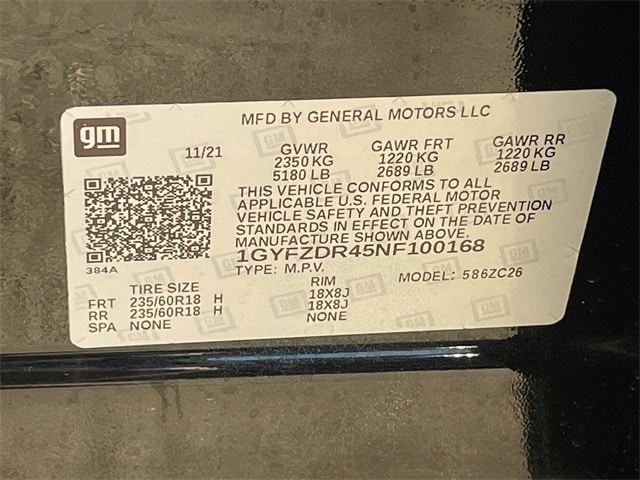 MFD BY GENERAL MOTORS LLC
gm
11/21
GVWR
2350 KG
5180 LB
GAWR FRT
1220 KG
2689 LB
GAWR RR
1220 KG
2689 LB
THIS VEHICLE CONFORMS TO ALL
APPLICABLE U.S. FEDERAL MOTOR
VEHICLE SAFETY AND THEFT PREVENTION
STANDARDS IN EFFECT ON THE DATE OF
MANUFACTURE SHOWN ABOVE.
1GYFZDR45NF100168
TYPE: M.P.V.
MODEL: 586ZC26
384A
TIRE SIZE RIM
FRT 235/60R18 H 18X8J
RR 235/60R18 H 18X8J
SPA NONE NONE